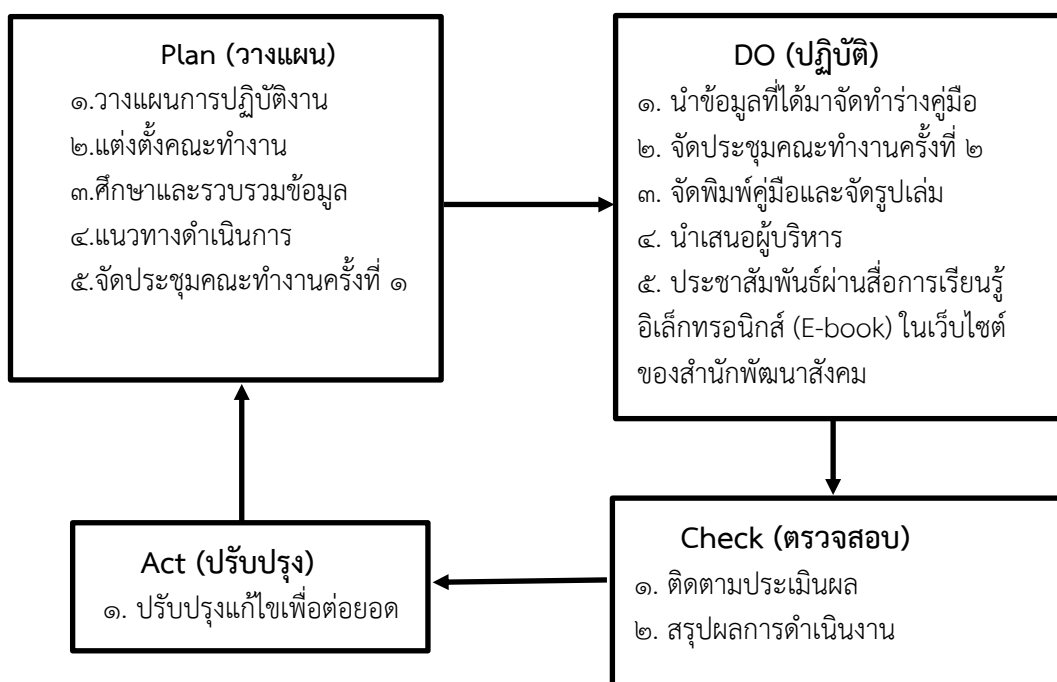 Plan (วางแผน)
๑.วางแผนการปฏิบัติงาน
๒.แต่งตั้งคณะทำงาน
๓.ศึกษาและรวบรวมข้อมูล
๔.แนวทางดำเนินการ
๕.จัดประชุมคณะทำงานครั้งที่ ๑
DO (ปฏิบัติ)
๑. นำข้อมูลที่ได้มาจัดทำร่างคู่มือ
๒. จัดประชุมคณะทำงานครั้งที่ ๒
๓. จัดพิมพ์คู่มือและจัดรูปเล่ม
๔. นำเสนอผู้บริหาร
๕. ประชาสัมพันธ์ผ่านสื่อการเรียนรู้
อิเล็กทรอนิกส์ (E-book) ในเว็บไซต์
ของสำนักพัฒนาสังคม
Check (ตรวจสอบ)
๑. ติดตามประเมินผล
๒. สรุปผลการดำเนินงาน
Act (ปรับปรุง)
๑. ปรับปรุงแก้ไขเพื่อต่อยอด